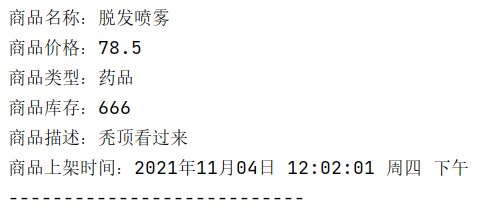 商品名称：脱发喷雾
商品价格：78.5
商品类型：药品
商品库存：666
商品描述：秃顶看过来
商品上架时间：2021年11月04日 12:02:01 周四 下午
---------------------------